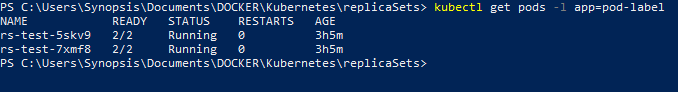 PS C:\Users\Synopsis\Documents\DOCKER\Kubernetes\replicaSets> kubectl get pods -l app=pod-label
NAME            READY   STATUS    RESTARTS   AGE
rs-test-5skv9   2/2     Running   0          3h5m
rs-test-7xmf8   2/2     Running   0          3h5m
PS C:\Users\Synopsis\Documents\DOCKER\Kubernetes\replicaSets>